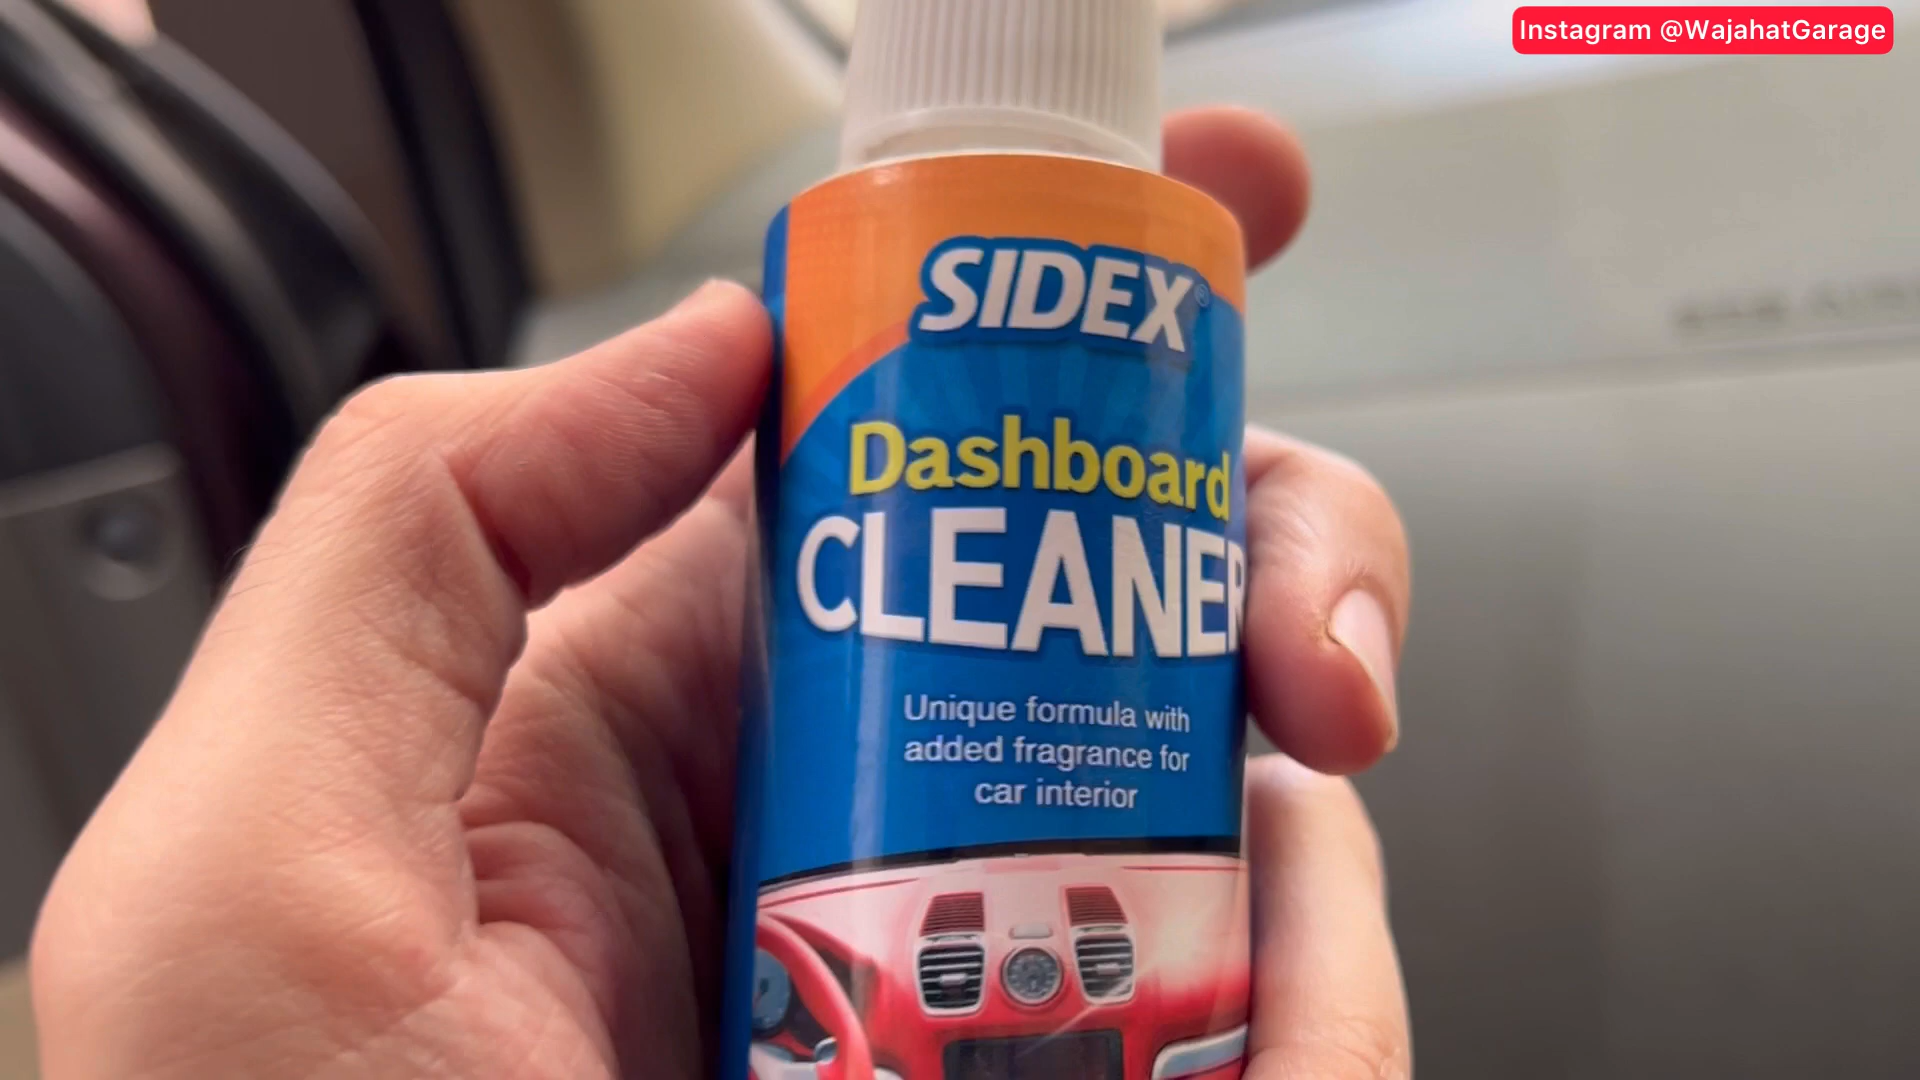 Instagram @WajahatGarage
SIDEX®
Dashboard
CLEANER
Unique formula with
added fragrance for
car interior